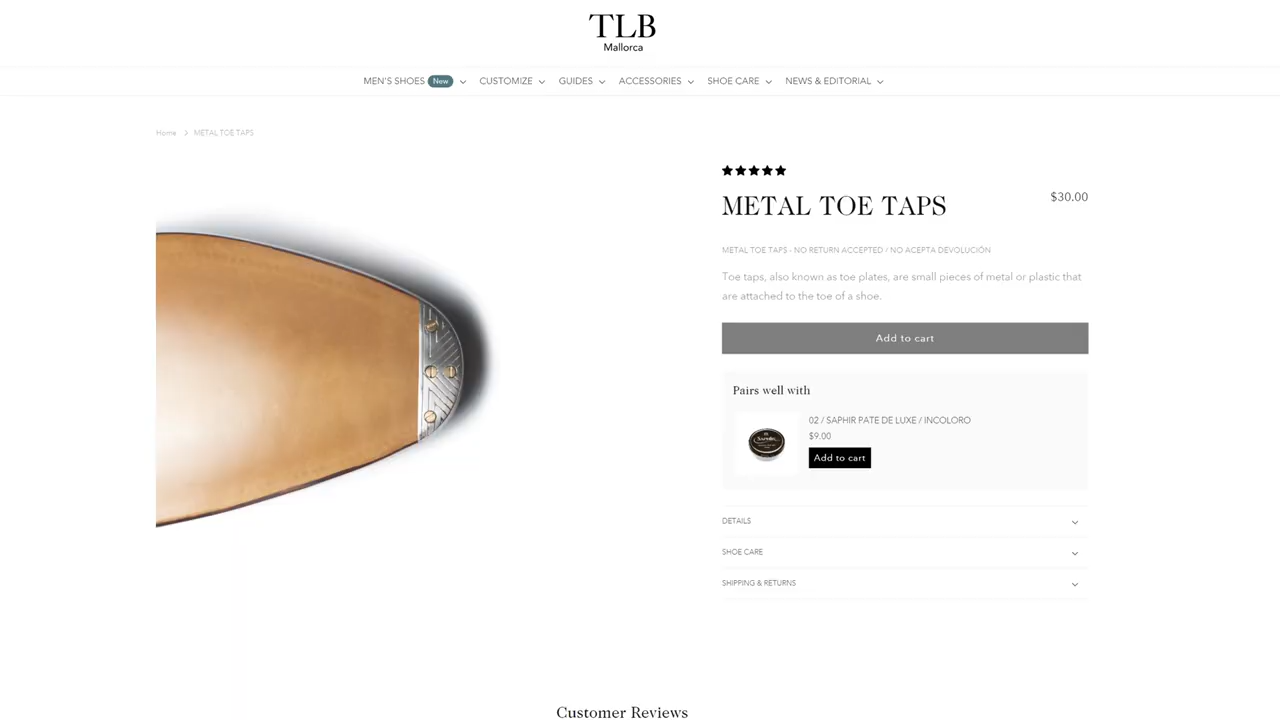 TLB
Mallorca
MEN'S SHOES New CUSTOMIZE GUIDES ACCESSORIES SHOE CARE NEWS & EDITORIAL
Home METAL TOE TAPS
METAL TOE TAPS
$30.00
METAL TOE TAPS - NO RETURN ACCEPTED / NO ACEPTA DEVOLUCIÓN
Toe taps, also known as toe plates, are small pieces of metal or plastic that
are attached to the toe of a shoe.
Add to cart
Pairs well with
02 / SAPHIR PATE DE LUXE / INCOLORO
$9.00
SAPHIR
Add to cart
DETAILS
SHOE CARE
SHIPPING & RETURNS
Customer Reviews